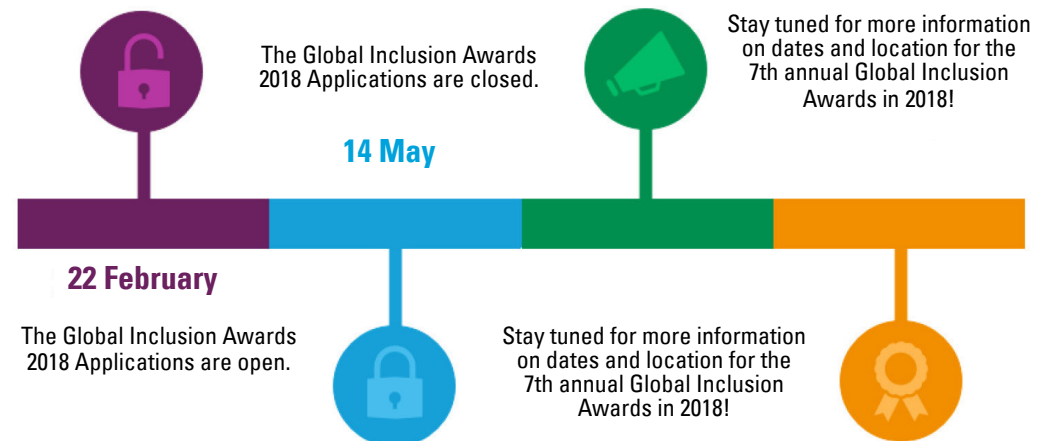 The Global Inclusion Awards
2018 Applications are closed.
14 May
Stay tuned for more information
on dates and location for the
7th annual Global Inclusion
Awards in 2018!
22 February
The Global Inclusion Awards
2018 Applications are open.
Stay tuned for more information
on dates and location for the
7th annual Global Inclusion
Awards in 2018!